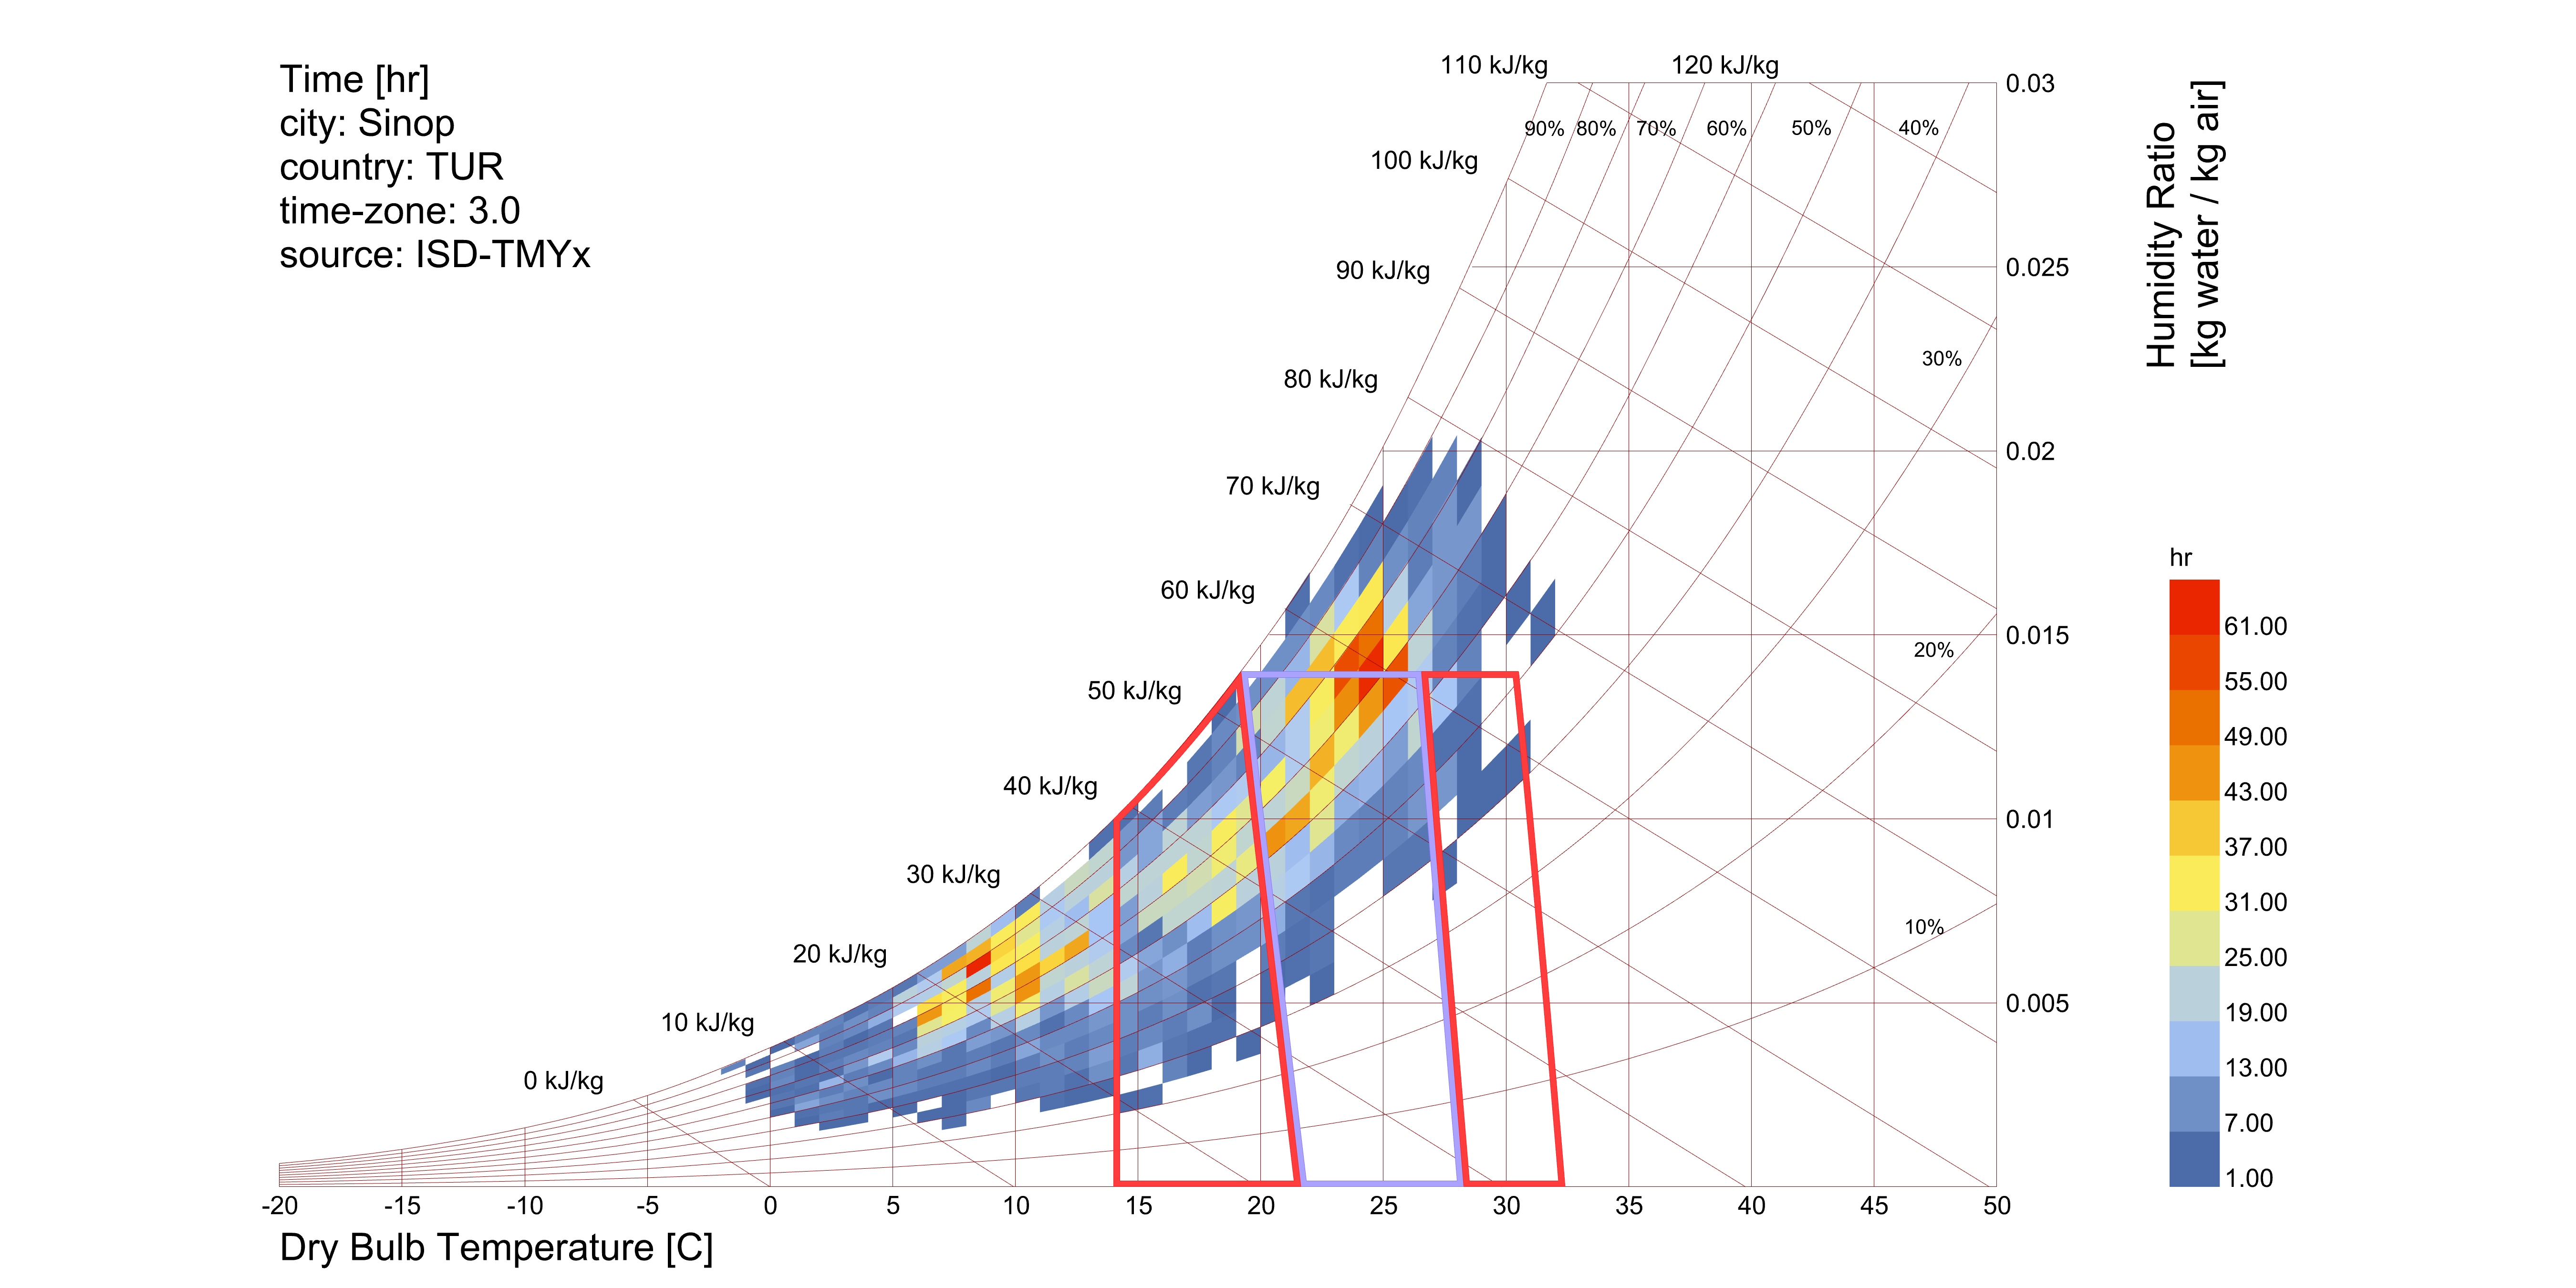 Time [hr]
city: Sinop
country: TUR
time-zone: 3.0
source: ISD-TMYx
110 kJ/kg
120 kJ/kg
100 kJ/kg
90 kJ/kg
80 kJ/kg
70 kJ/kg
60 kJ/kg
50 kJ/kg
40 kJ/kg
30 kJ/kg
20 kJ/kg
10 kJ/kg
0 kJ/kg
90%
80%
70%
60%
50%
40%
30%
20%
10%
0.03
0.025
0.02
0.015
0.01
0.005
Humidity Ratio
[kg water / kg air]
hr
61.00
55.00
49.00
43.00
37.00
31.00
25.00
19.00
13.00
7.00
1.00
-20 -15 -10 -5 0 5 10 15 20 25 30 35 40 45 50
Dry Bulb Temperature [C]